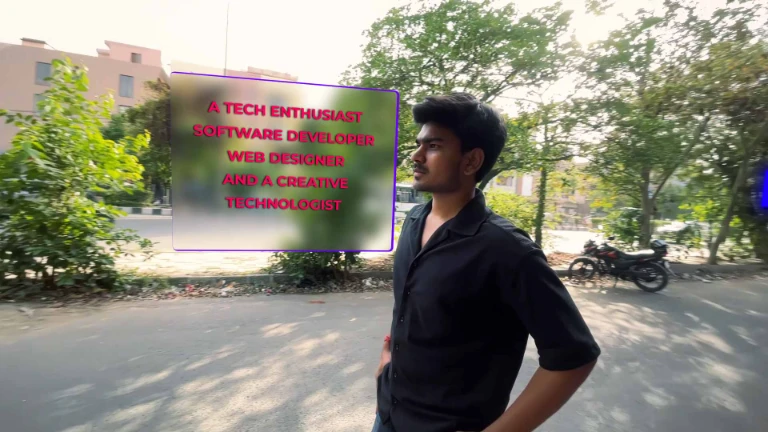 A TECH ENTHUSIAST
SOFTWARE DEVELOPER
WEB DESIGNER
AND A CREATIVE
TECHNOLOGIST